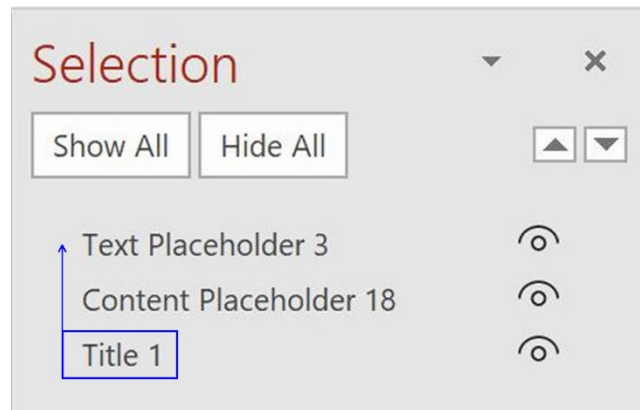 Selection
Show All Hide All
Text Placeholder 3
Content Placeholder 18
Title 1